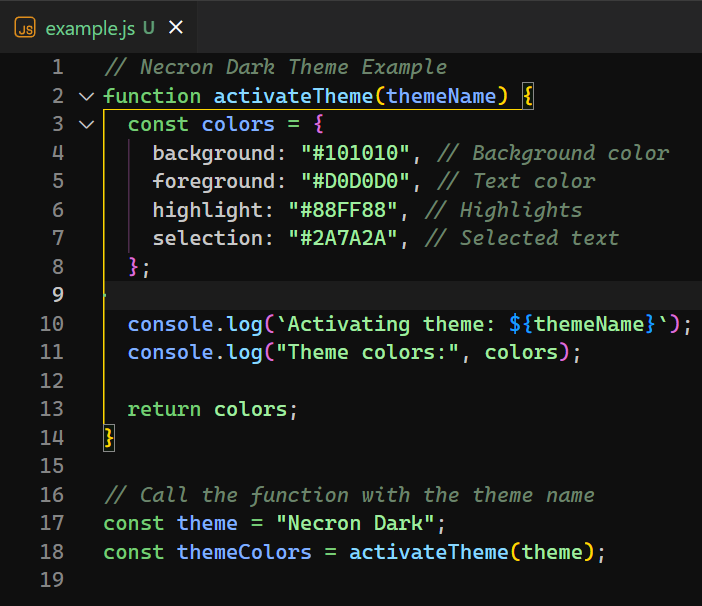 JS example.js U ×
1 // Necron Dark Theme Example
2 function activateTheme(themeName) {
3   const colors = {
4     background: "#101010", // Background color
5     foreground: "#D0D0D0", // Text color
6     highlight: "#88FF88", // Highlights
7     selection: "#2A7A2A", // Selected text
8   };
9
10   console.log(`Activating theme: ${themeName}`);
11   console.log("Theme colors:", colors);
12
13   return colors;
14 }
15
16 // Call the function with the theme name
17 const theme = "Necron Dark";
18 const themeColors = activateTheme(theme);
19